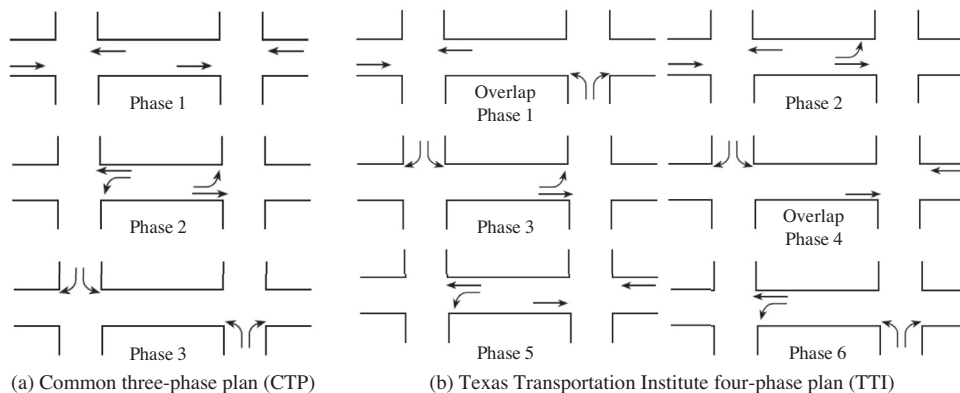 Phase 1
Overlap
Phase 1
Phase 2
Phase 2
Phase 3
Overlap
Phase 4
Phase 3
Phase 5
Phase 6
(a) Common three-phase plan (CTP)
(b) Texas Transportation Institute four-phase plan (TTI)